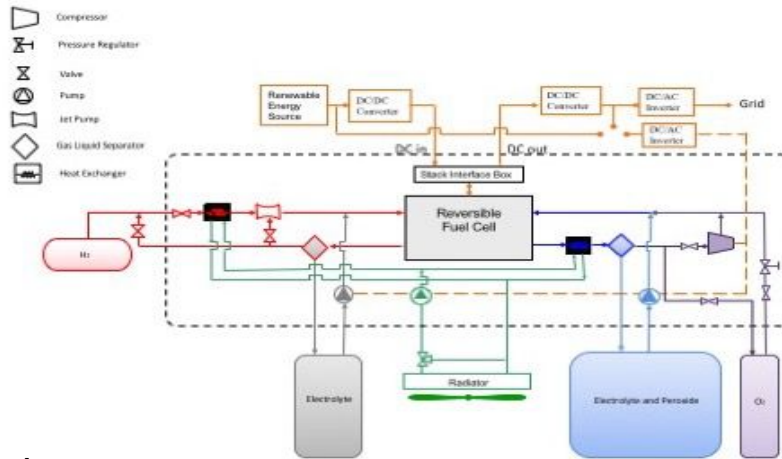 Compressor
Pressure Regulator
Valve
Pump
Jet Pump
Gas Liquid Separator
Heat Exchanger
Renewable
Energy
Source
DC/DC
Converter
DC/DC
Converter
DC/AC
Inverter
Grid
DC/AC
Inverter
DC in
DC out
Stack Interface Box
Reversible
Fuel Cell
H₂
Electrolyte
Radiator
Electrolyte and Peroxide
O₂